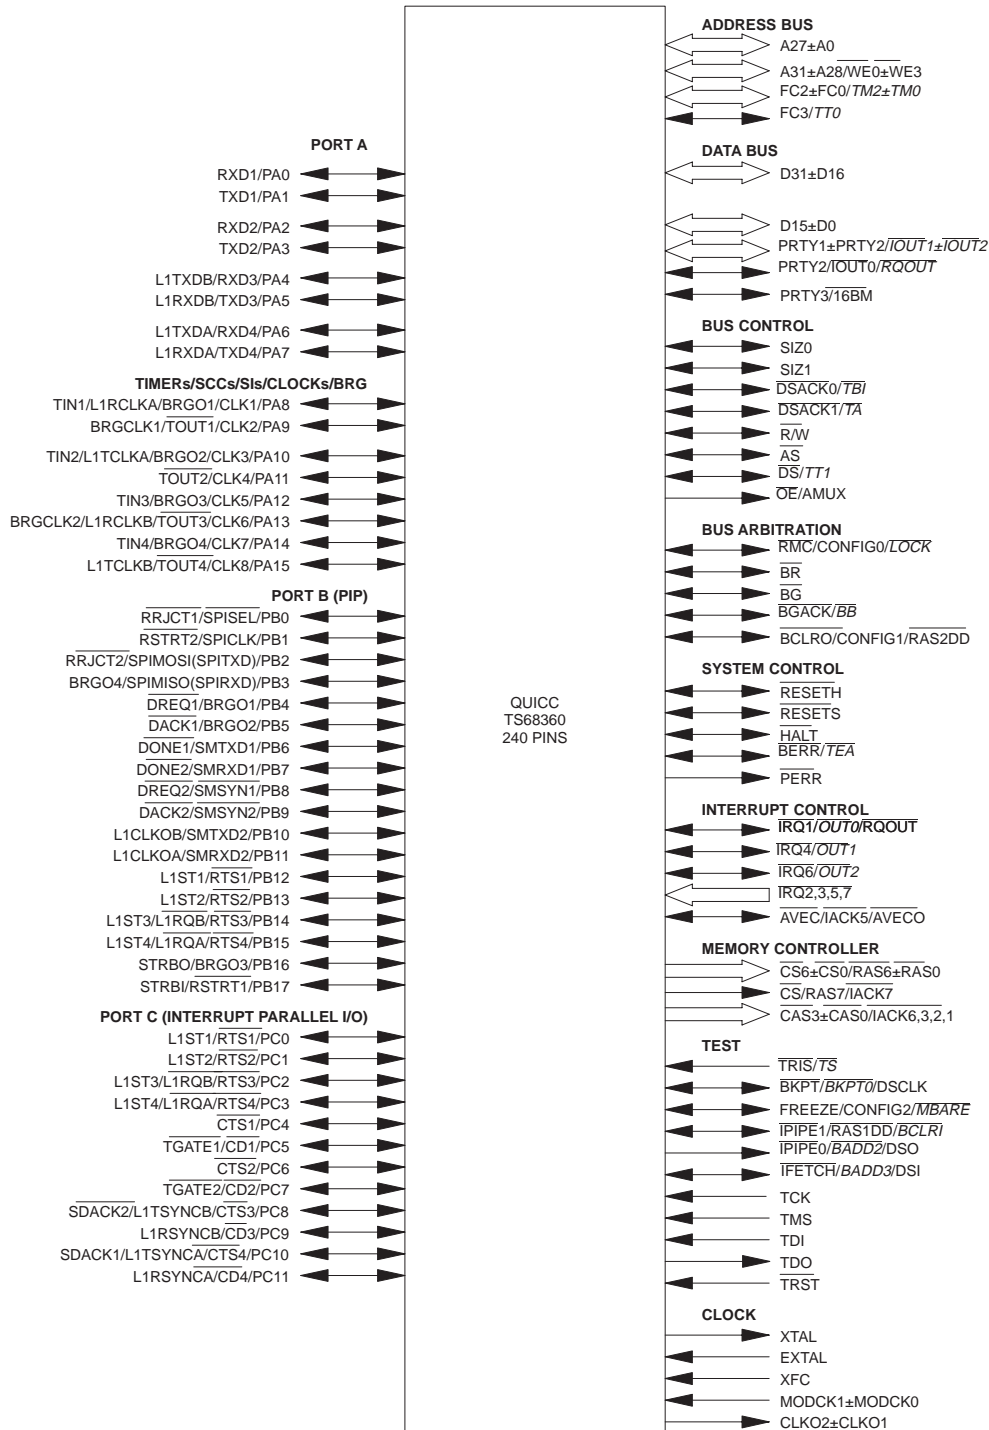 PORT A
RXD1/PA0
TXD1/PA1
RXD2/PA2
TXD2/PA3
L1TXDB/RXD3/PA4
L1RXDB/TXD3/PA5
L1TXDA/RXD4/PA6
L1RXDA/TXD4/PA7
TIMERs/SCCs/SIs/CLOCKs/BRG
TIN1/L1RCLKA/BRGO1/CLK1/PA8
BRGCLK1/TOUT1/CLK2/PA9
TIN2/L1TCLKA/BRGO2/CLK3/PA10
TOUT2/CLK4/PA11
TIN3/BRGO3/CLK5/PA12
BRGCLK2/L1RCLKB/TOUT3/CLK6/PA13
TIN4/BRGO4/CLK7/PA14
L1TCLKB/TOUT4/CLK8/PA15
PORT B (PIP)
RRJCT1/SPISEL/PB0
RSTRT2/SPICLK/PB1
RRJCT2/SPIMOSI(SPITXD)/PB2
BRGO4/SPIMISO(SPIRXD)/PB3
DREQ1/BRGO1/PB4
DACK1/BRGO2/PB5
DONE1/SMTXD1/PB6
DONE2/SMRXD1/PB7
DREQ2/SMSYN1/PB8
DACK2/SMSYN2/PB9
L1CLKOB/SMTXD2/PB10
L1CLKOA/SMRXD2/PB11
L1ST1/RTS1/PB12
L1ST2/RTS2/PB13
L1ST3/L1RQB/RTS3/PB14
L1ST4/L1RQA/RTS4/PB15
STRBO/BRGO3/PB16
STRBI/RSTRT1/PB17
PORT C (INTERRUPT PARALLEL I/O)
L1ST1/RTS1/PC0
L1ST2/RTS2/PC1
L1ST3/L1RQB/RTS3/PC2
L1ST4/L1RQA/RTS4/PC3
CTS1/PC4
TGATE1/CD1/PC5
CTS2/PC6
TGATE2/CD2/PC7
SDACK2/L1TSYNCB/CTS3/PC8
L1RSYNCB/CD3/PC9
SDACK1/L1TSYNCA/CTS4/PC10
L1RSYNCA/CD4/PC11
QUICC
TS68360
240 PINS
ADDRESS BUS
A27±A0
A31±A28/WE0±WE3
FC2±FC0/TM2±TM0
FC3/TT0
DATA BUS
D31±D16
D15±D0
PRTY1±PRTY2/IOUT1±IOUT2
PRTY2/IOUT0/RQOUT
PRTY3/16BM
BUS CONTROL
SIZ0
SIZ1
DSACK0/TBI
DSACK1/TA
R/W
AS
DS/TT1
OE/AMUX
BUS ARBITRATION
RMC/CONFIG0/LOCK
BR
BG
BGACK/BB
BCLRO/CONFIG1/RAS2DD
SYSTEM CONTROL
RESETH
RESETS
HALT
BERR/TEA
PERR
INTERRUPT CONTROL
IRQ1/OUT0/RQOUT
IRQ4/OUT1
IRQ6/OUT2
IRQ2,3,5,7
AVEC/IACK5/AVECO
MEMORY CONTROLLER
CS6±CS0/RAS6±RAS0
CS/RAS7/IACK7
CAS3±CAS0/IACK6,3,2,1
TEST
TRIS/TS
BKPT/BKPT0/DSCLK
FREEZE/CONFIG2/MBARE
IPIPE1/RAS1DD/BCLRI
IPIPE0/BADD2/DSO
IFETCH/BADD3/DSI
TCK
TMS
TDI
TDO
TRST
CLOCK
XTAL
EXTAL
XFC
MODCK1±MODCK0
CLKO2±CLKO1